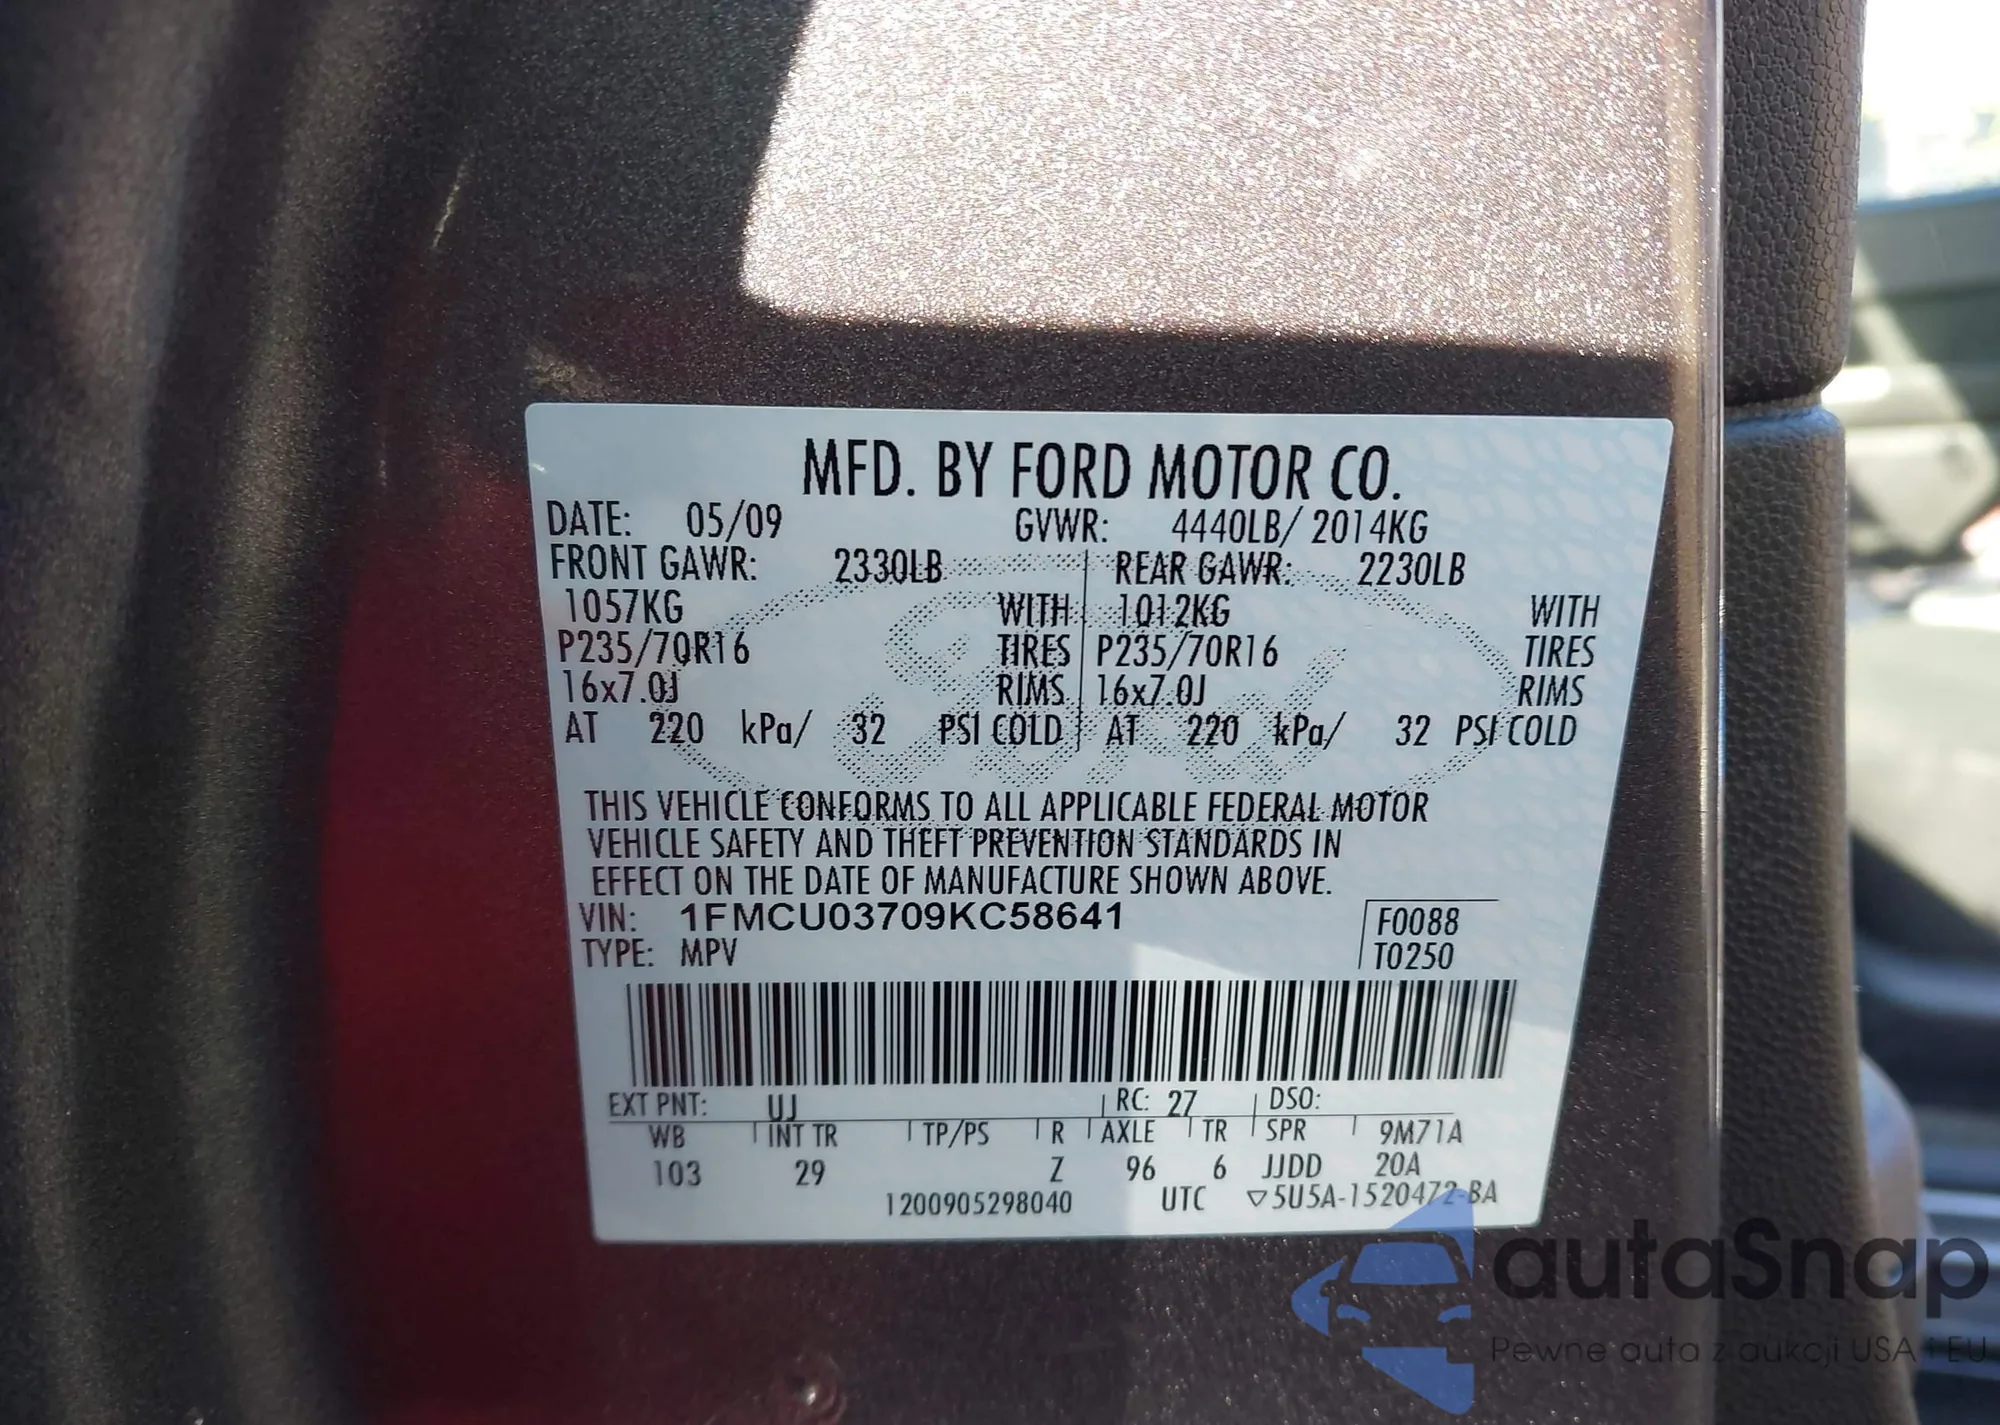 MFD. BY FORD MOTOR CO.
DATE: 05/09 GVWR: 4440LB/ 2014KG
FRONT GAWR: 2330LB REAR GAWR: 2230LB
1057KG WITH 1012KG WITH
P235/70R16 TIRES P235/70R16 TIRES
16x7.0J RIMS 16x7.0J RIMS
AT 220 kPa/ 32 PSI COLD AT 220 kPa/ 32 PSI COLD
THIS VEHICLE CONFORMS TO ALL APPLICABLE FEDERAL MOTOR
VEHICLE SAFETY AND THEFT PREVENTION STANDARDS IN
EFFECT ON THE DATE OF MANUFACTURE SHOWN ABOVE.
VIN: 1FMCU03709KC58641 F0088
TYPE: MPV T0250
EXT PNT: UJ RC: 27 DSO:
WB INT TR TP/PS R AXLE TR SPR 9M71A
103 29 Z 96 6 JJDD 20A
1200905298040 UTC ▽5U5A-1520472-BA
Ford
autaSnap
Pewne auta z aukcji USA i EU